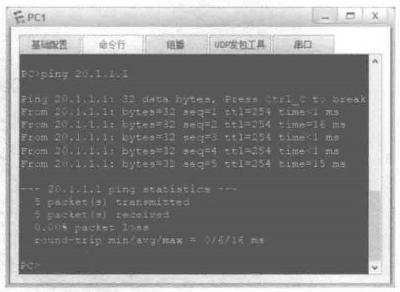 PC1
基础配置 命令行 组播 UDP发包工具 串口
PC>ping 20.1.1.1
Ping 20.1.1.1: 32 data bytes, Press Ctrl_C to break
From 20.1.1.1: bytes=32 seq=1 ttl=254 time<1 ms
From 20.1.1.1: bytes=32 seq=2 ttl=254 time=16 ms
From 20.1.1.1: bytes=32 seq=3 ttl=254 time<1 ms
From 20.1.1.1: bytes=32 seq=4 ttl=254 time<1 ms
From 20.1.1.1: bytes=32 seq=5 ttl=254 time=15 ms
--- 20.1.1.1 ping statistics ---
5 packet(s) transmitted
5 packet(s) received
0.00% packet loss
round-trip min/avg/max = 0/6/16 ms
PC>